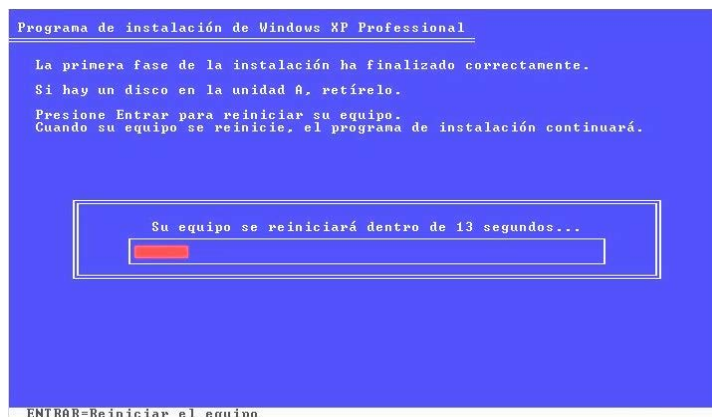 Programa de instalación de Windows XP Professional
La primera fase de la instalación ha finalizado correctamente.
Si hay un disco en la unidad A, retírelo.
Presione Entrar para reiniciar su equipo.
Cuando su equipo se reinicie, el programa de instalación continuará.
Su equipo se reiniciará dentro de 13 segundos...
ENTRAR=Reiniciar el equipo